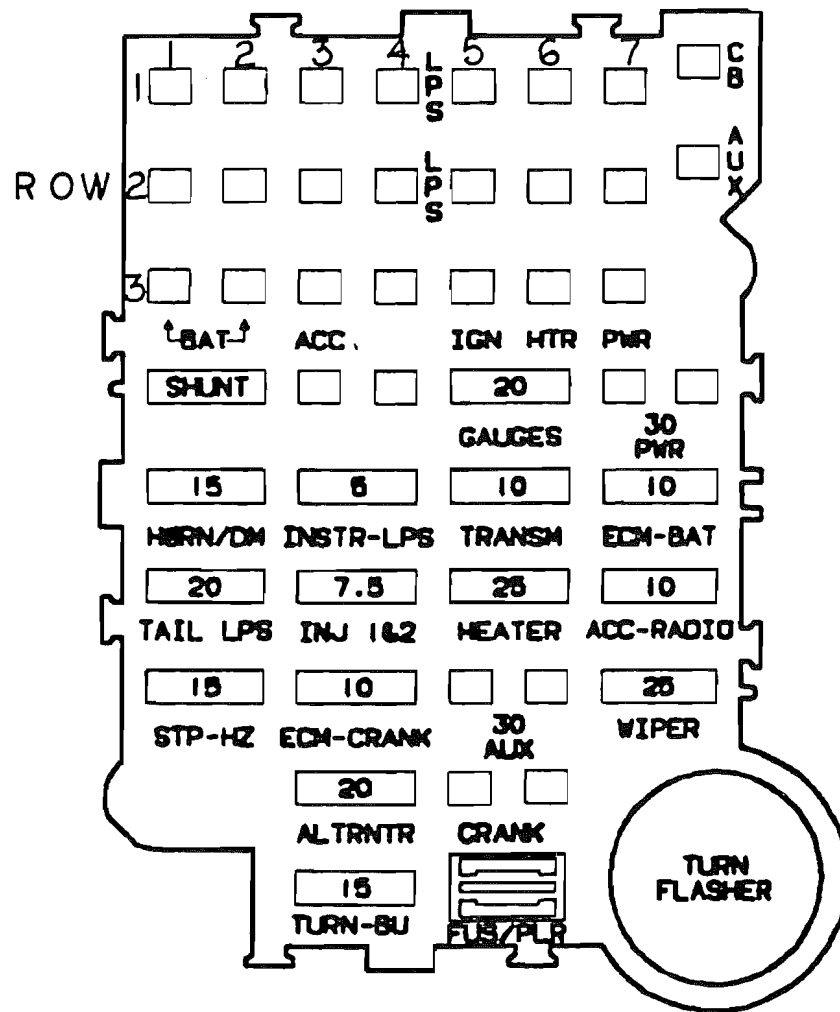 1 2 3 4 5 6 7
LPS
CB
1
AUX
LPS
ROW 2
3
BAT ACC. IGN HTR PWR
SHUNT 20
GAUGES 30 PWR
15 5 10 10
HORN/DM INSTR-LPS TRANSM ECM-BAT
20 7.5 25 10
TAIL LPS INJ 1&2 HEATER ACC-RADIO
15 10 25
STP-HZ ECM-CRANK 30 AUX WIPER
20
ALTRNTR CRANK
15
TURN-BU FUS/PLR
TURN
FLASHER